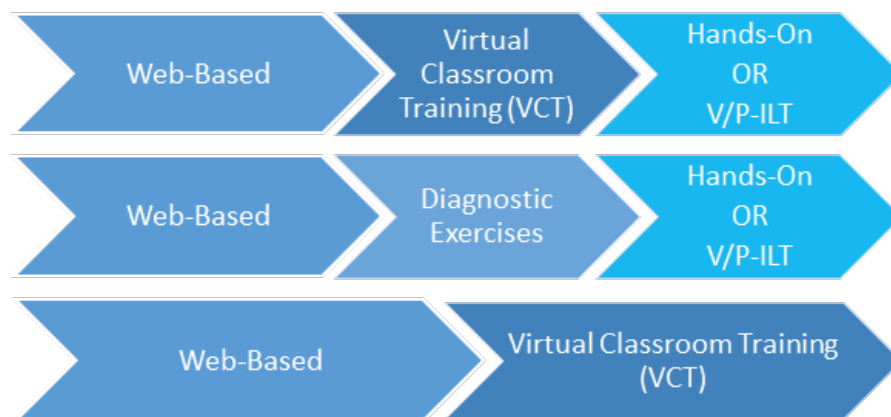 Web-Based
Virtual
Classroom
Training (VCT)
Hands-On
OR
V/P-ILT
Web-Based
Diagnostic
Exercises
Hands-On
OR
V/P-ILT
Web-Based
Virtual Classroom Training
(VCT)